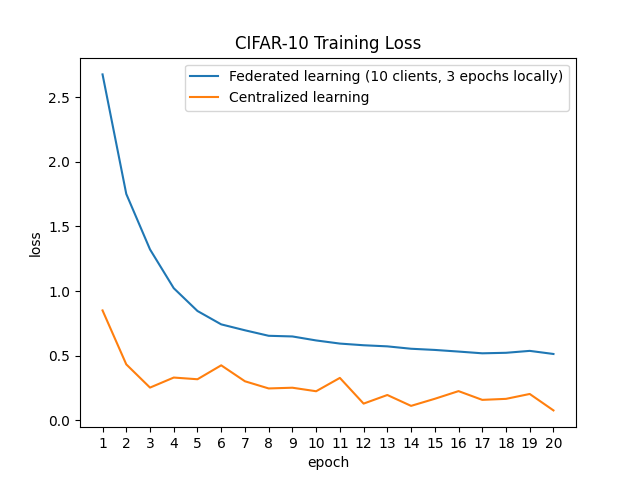 CIFAR-10 Training Loss
Federated learning (10 clients, 3 epochs locally)
Centralized learning
2.5
2.0
1.5
1.0
0.5
0.0
loss
1 2 3 4 5 6 7 8 9 10 11 12 13 14 15 16 17 18 19 20
epoch